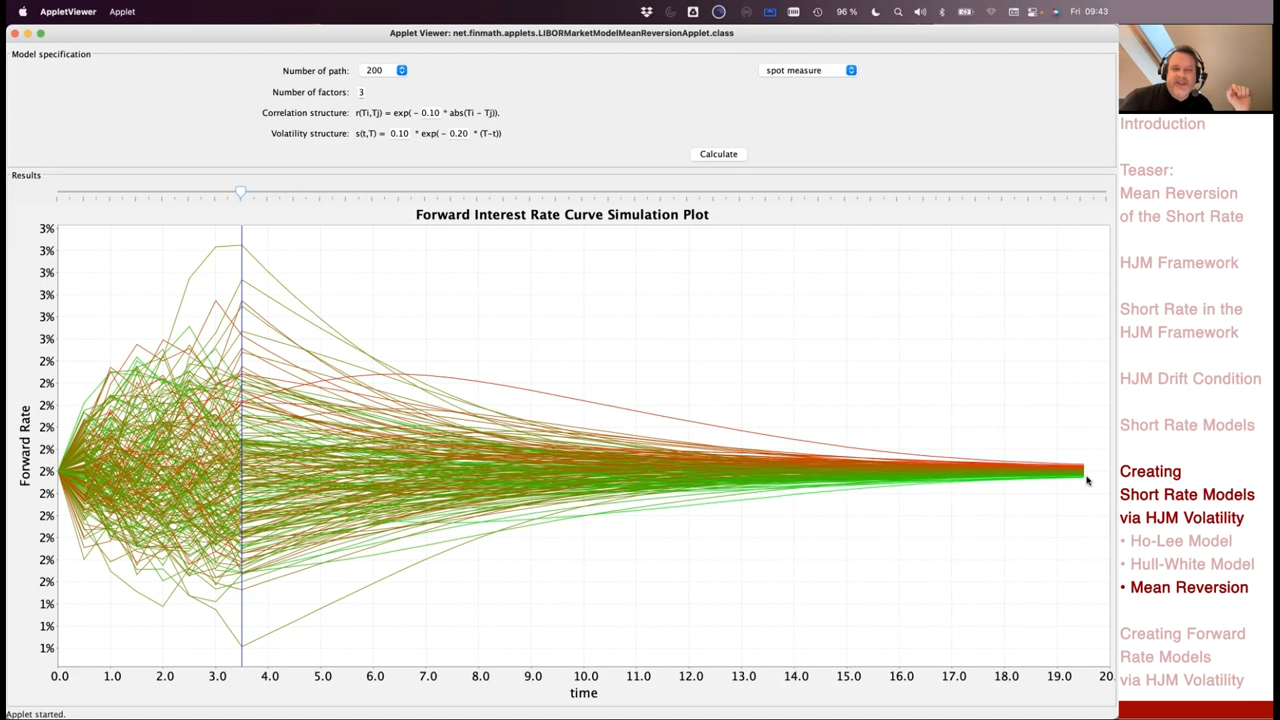 AppletViewer Applet 96 % Fri 09:43
Applet Viewer: net.finmath.applets.LIBORMarketModelMeanReversionApplet.class
Model specification
Number of path: 200 spot measure
Number of factors: 3
Correlation structure: r(Ti,Tj) = exp( - 0.10 * abs(Ti - Tj)).
Volatility structure: s(t,T) = 0.10 * exp( - 0.20 * (T-t))
Calculate
Results
Forward Interest Rate Curve Simulation Plot
3%
3%
3%
3%
3%
3%
2%
2%
2%
2%
2%
2%
2%
2%
2%
2%
2%
1%
1%
1%
Forward Rate
0.0 1.0 2.0 3.0 4.0 5.0 6.0 7.0 8.0 9.0 10.0 11.0 12.0 13.0 14.0 15.0 16.0 17.0 18.0 19.0 20.
time
Applet started.
Introduction
Teaser:
Mean Reversion
of the Short Rate
HJM Framework
Short Rate in the
HJM Framework
HJM Drift Condition
Short Rate Models
Creating
Short Rate Models
via HJM Volatility
• Ho-Lee Model
• Hull-White Model
• Mean Reversion
Creating Forward
Rate Models
via HJM Volatility